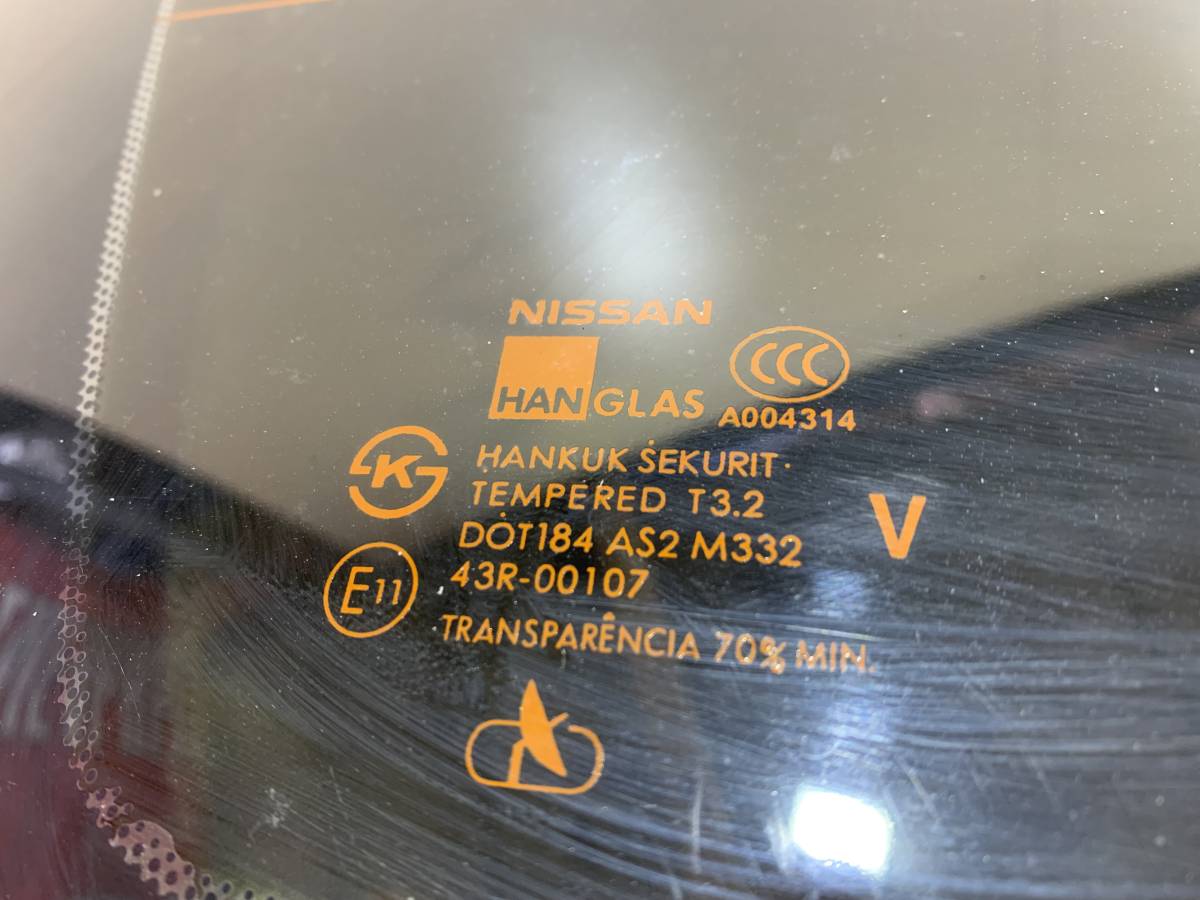 NISSAN
HANGLAS
CCC
A004314
K
HANKUK SEKURIT
TEMPERED T3.2
DOT184 AS2 M332
V
E11
43R-00107
TRANSPARÊNCIA 70% MIN.